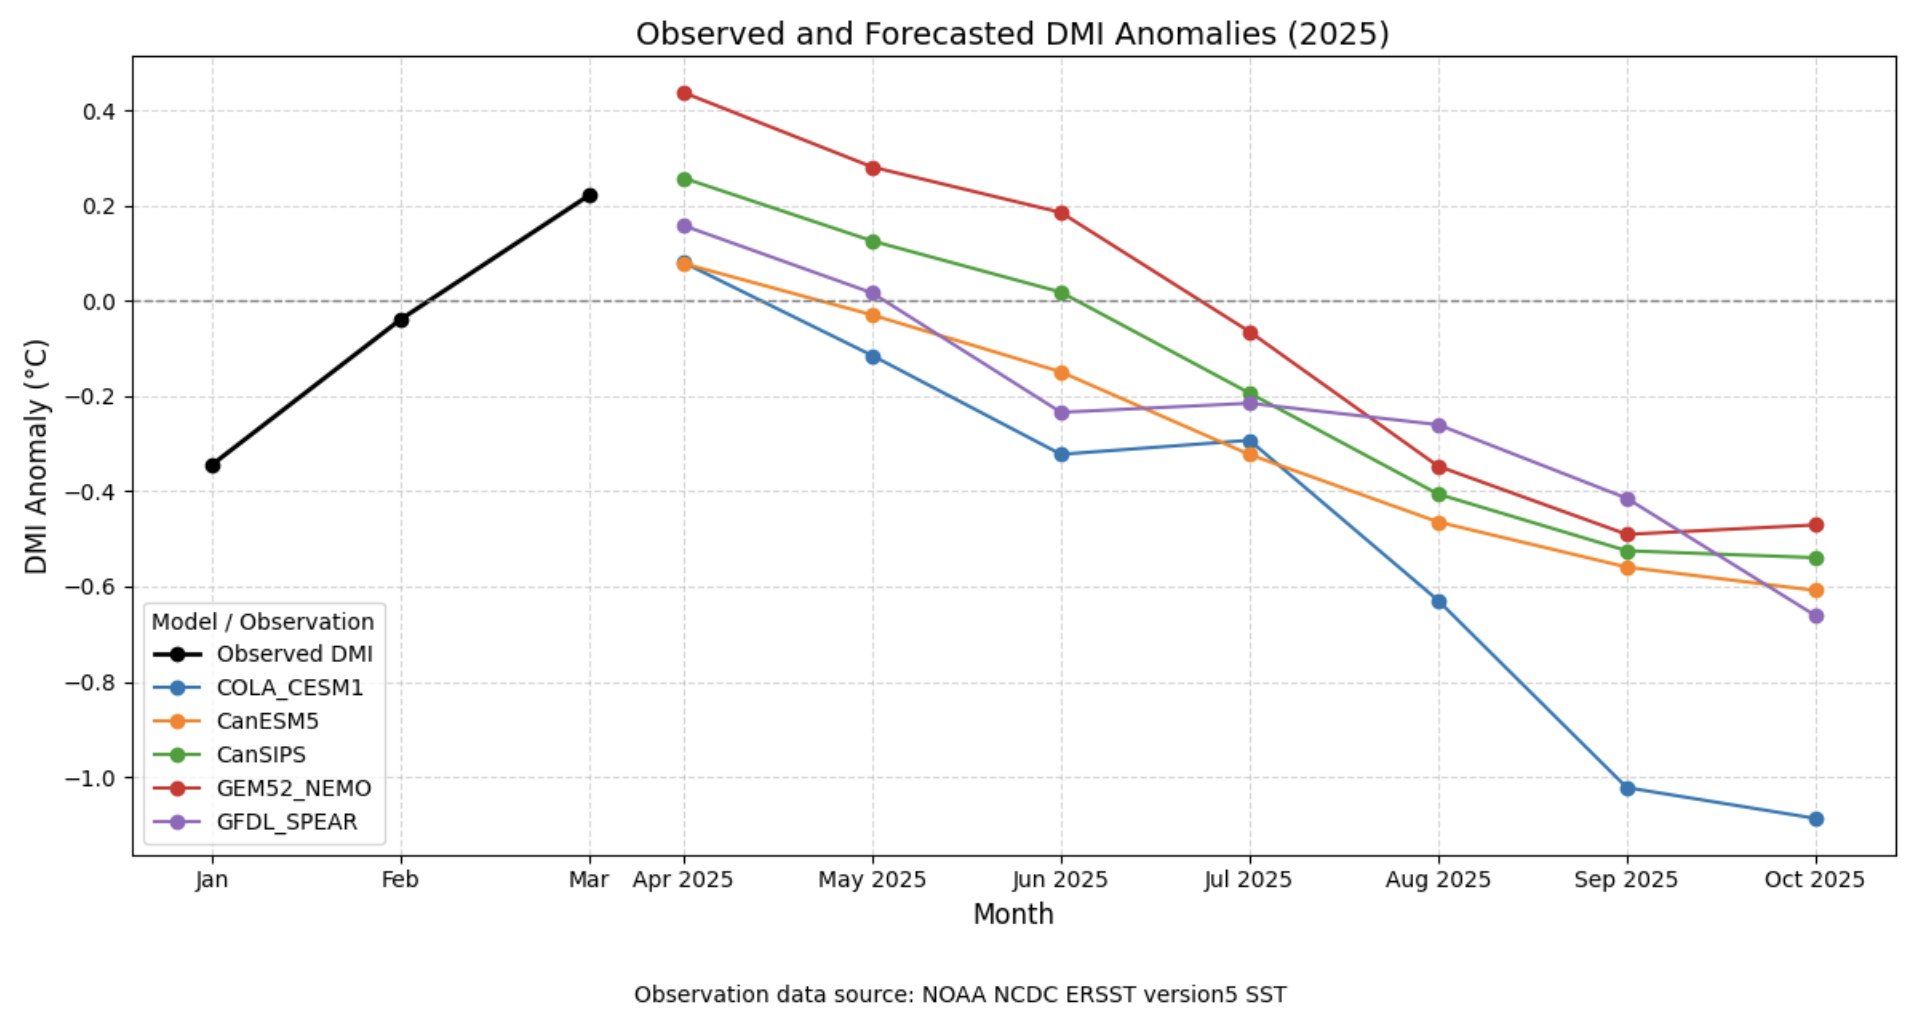 Observed and Forecasted DMI Anomalies (2025)
DMI Anomaly (°C)
0.4
0.2
0.0
−0.2
−0.4
−0.6
−0.8
−1.0
Model / Observation
Observed DMI
COLA_CESM1
CanESM5
CanSIPS
GEM52_NEMO
GFDL_SPEAR
Jan Feb Mar Apr 2025 May 2025 Jun 2025 Jul 2025 Aug 2025 Sep 2025 Oct 2025
Month
Observation data source: NOAA NCDC ERSST version5 SST